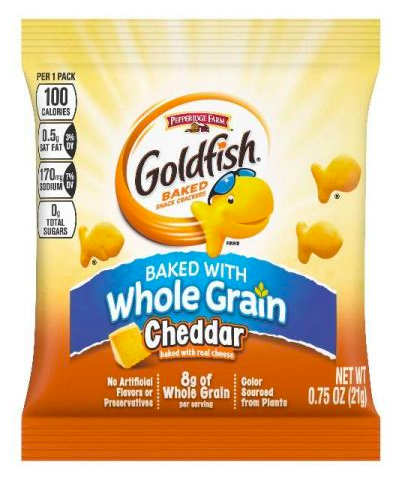 PER 1 PACK
100
CALORIES
0.5g
SAT FAT
3%
DV
170mg
SODIUM
7%
DV
0g
TOTAL
SUGARS
PEPPERIDGE FARM
Goldfish®
BAKED
SNACK CRACKERS
®
®
BAKED WITH
Whole Grain
Cheddar
baked with real cheese
No Artificial
Flavors or
Preservatives
8g of
Whole Grain
per serving
Color
Sourced
from Plants
NET WT
0.75 OZ (21g)